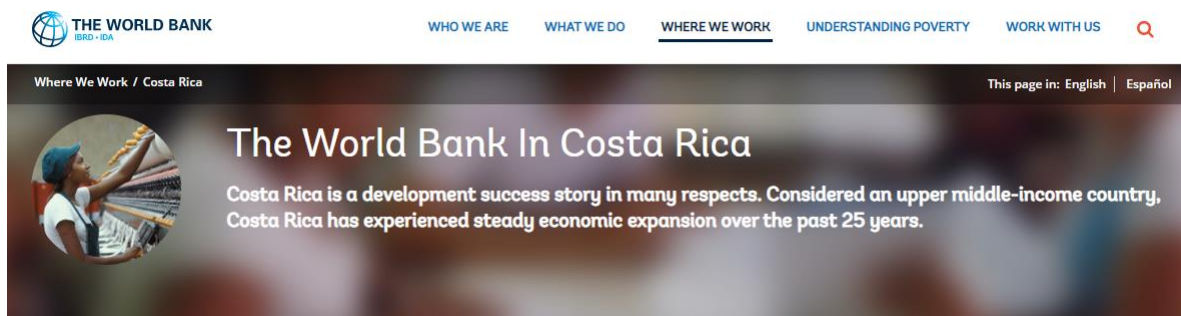 THE WORLD BANK
IBRD • IDA
WHO WE ARE
WHAT WE DO
WHERE WE WORK
UNDERSTANDING POVERTY
WORK WITH US
Where We Work / Costa Rica
This page in: English | Español
The World Bank In Costa Rica
Costa Rica is a development success story in many respects. Considered an upper middle-income country,
Costa Rica has experienced steady economic expansion over the past 25 years.